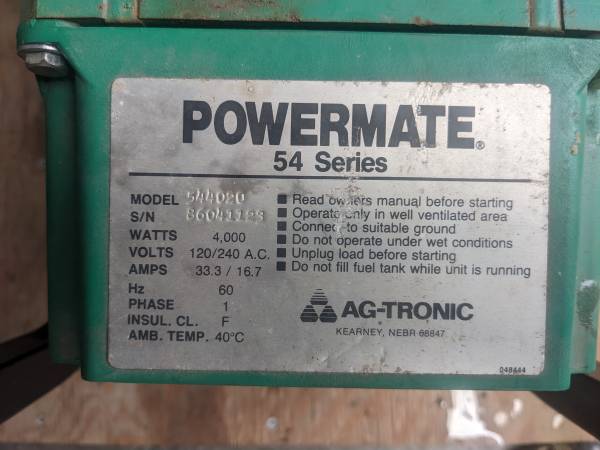 POWERMATE®
54 Series
MODEL 544020
S/N 86041123
WATTS 4,000
VOLTS 120/240 A.C.
AMPS 33.3 / 16.7
Hz 60
PHASE 1
INSUL. CL. F
AMB. TEMP. 40°C
■ Read owners manual before starting
■ Operate only in well ventilated area
■ Connect to suitable ground
■ Do not operate under wet conditions
■ Unplug load before starting
■ Do not fill fuel tank while unit is running
AG-TRONIC
KEARNEY, NEBR 68847
048444